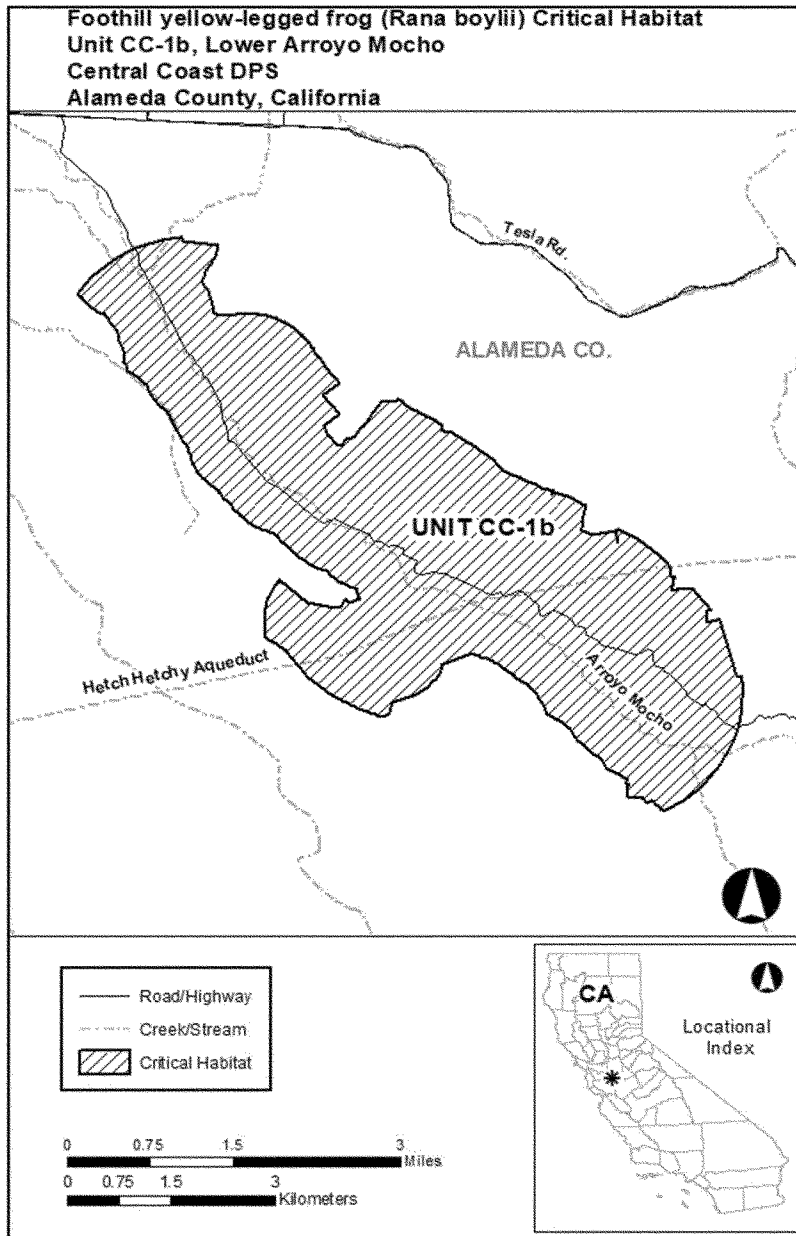 Foothill yellow-legged frog (Rana boylii) Critical Habitat
Unit CC-1b, Lower Arroyo Mocho
Central Coast DPS
Alameda County, California
Tesla Rd.
ALAMEDA CO.
UNIT CC-1b
Hetch Hetchy Aqueduct
Arroyo Mocho
Road/Highway
Creek/Stream
Critical Habitat
0 0.75 1.5 3
Miles
0 0.75 1.5 3
Kilometers
CA
Locational
Index